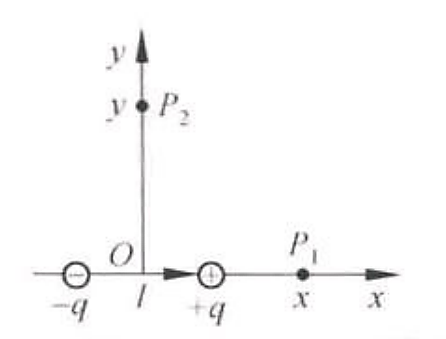 y
y P₂
O P₁
− +
−q l +q x x